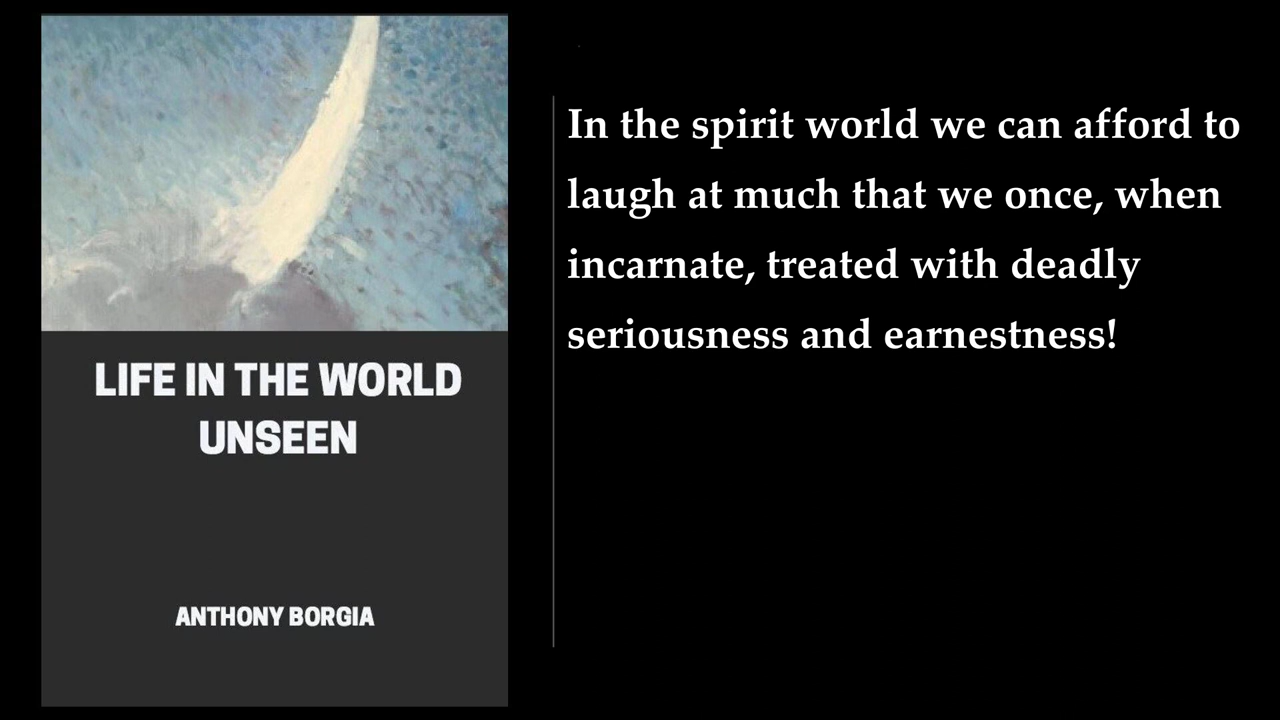 LIFE IN THE WORLD
UNSEEN
ANTHONY BORGIA
In the spirit world we can afford to
laugh at much that we once, when
incarnate, treated with deadly
seriousness and earnestness!